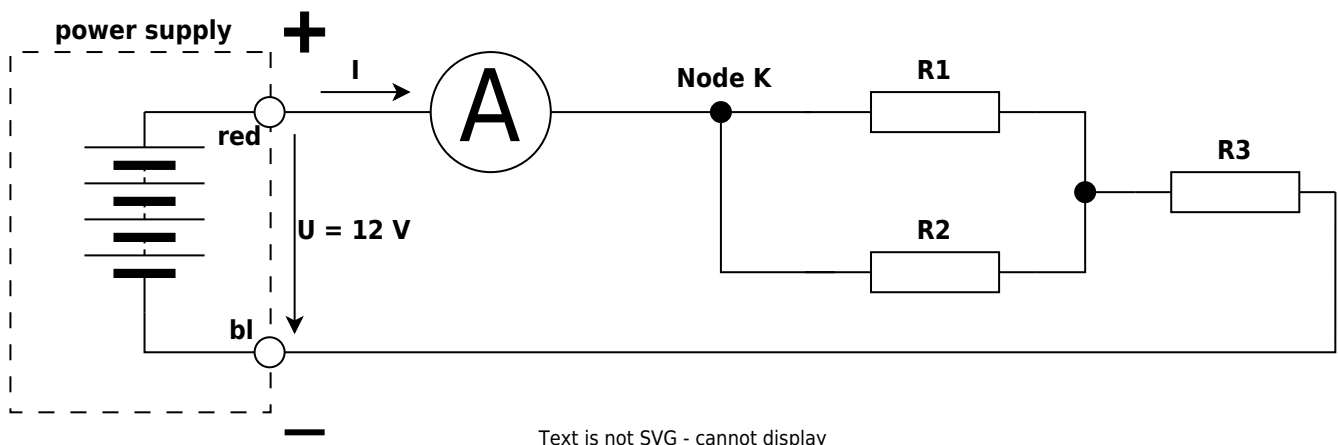 power supply
+
I
A
Node K
R1
R3
red
U = 12 V
R2
bl
−
Text is not SVG - cannot display